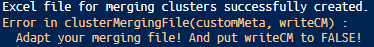 Excel file for merging clusters successfully created.
Error in clusterMergingFile(customMeta, writeCM) :
Adapt your merging file! And put writeCM to FALSE!